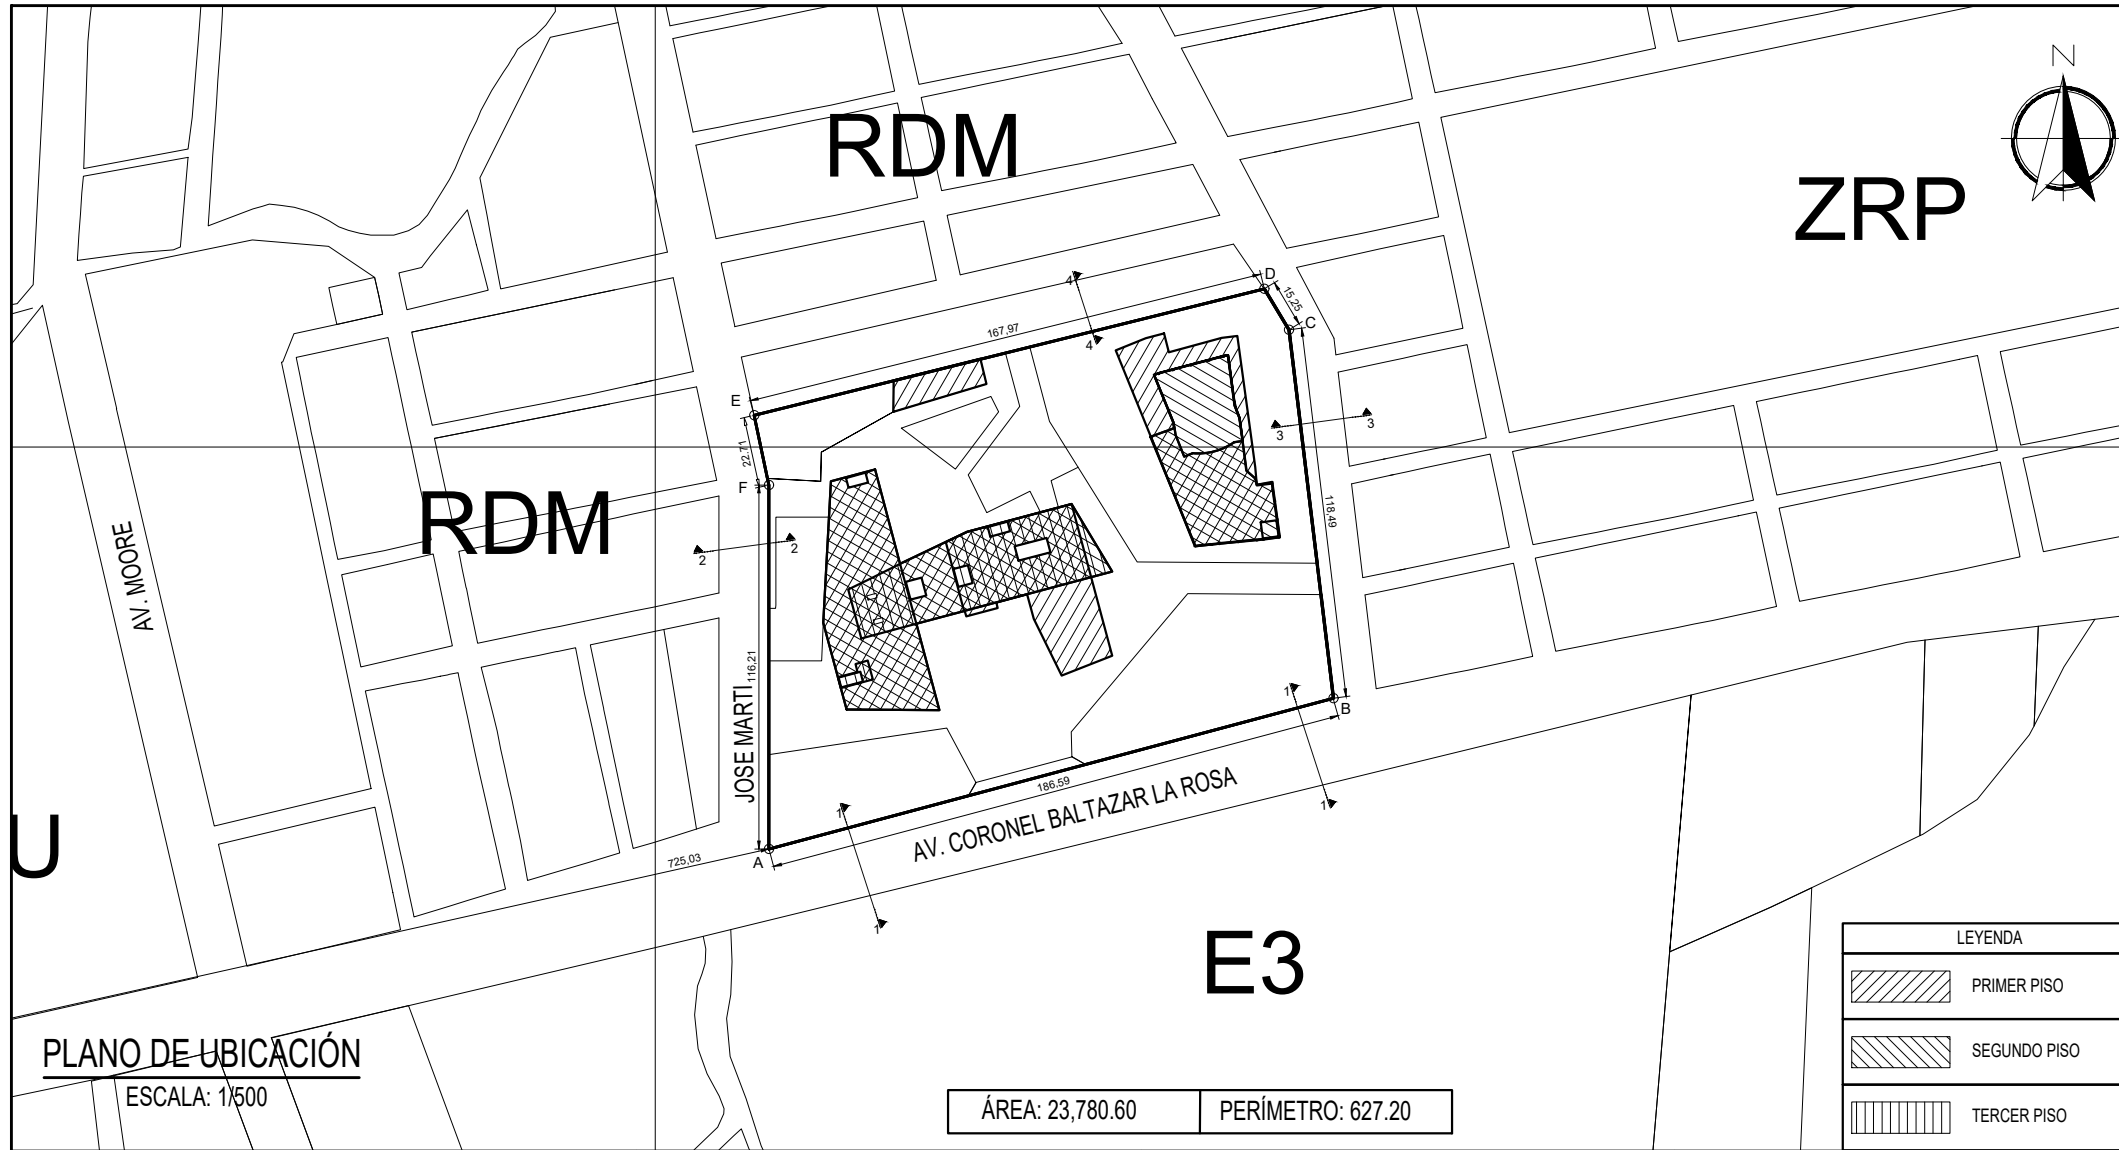 N
RDM
ZRP
D
4
15,25
C
4
167,97
E
3
3
22,71
F
RDM
118,49
2
2
AV. MOORE
116,21
JOSE MARTI
1
B
186,59
1
1
AV. CORONEL BALTAZAR LA ROSA
U
725,03
A
1
E3
LEYENDA
PRIMER PISO
SEGUNDO PISO
TERCER PISO
PLANO DE UBICACIÓN
ESCALA: 1/500
ÁREA: 23,780.60
PERÍMETRO: 627.20